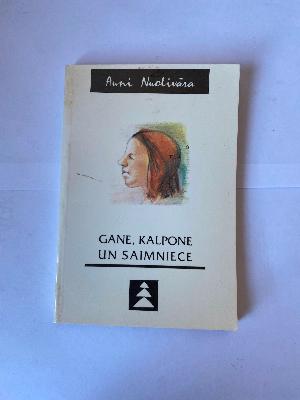 Auni Nuolivāra
GANE, KALPONE
UN SAIMNIECE